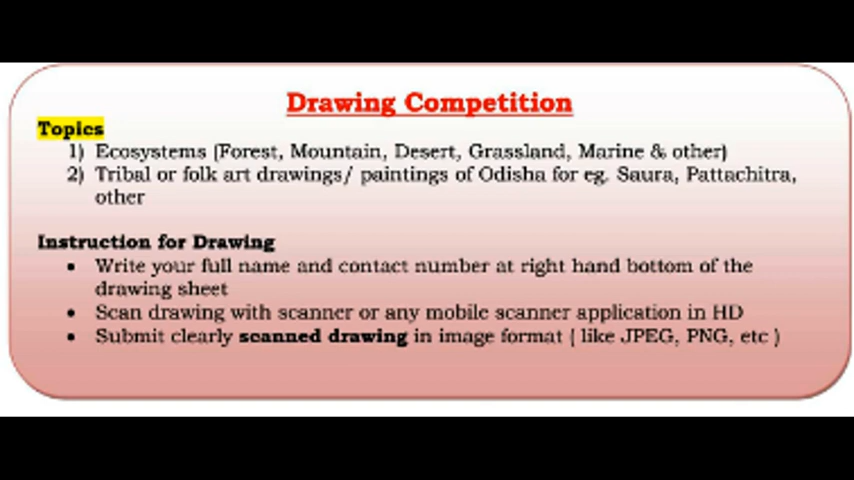 Drawing Competition
Topics
1) Ecosystems (Forest, Mountain, Desert, Grassland, Marine & other)
2) Tribal or folk art drawings/ paintings of Odisha for eg. Saura, Pattachitra,
other
Instruction for Drawing
• Write your full name and contact number at right hand bottom of the
drawing sheet
• Scan drawing with scanner or any mobile scanner application in HD
• Submit clearly scanned drawing in image format ( like JPEG, PNG, etc )